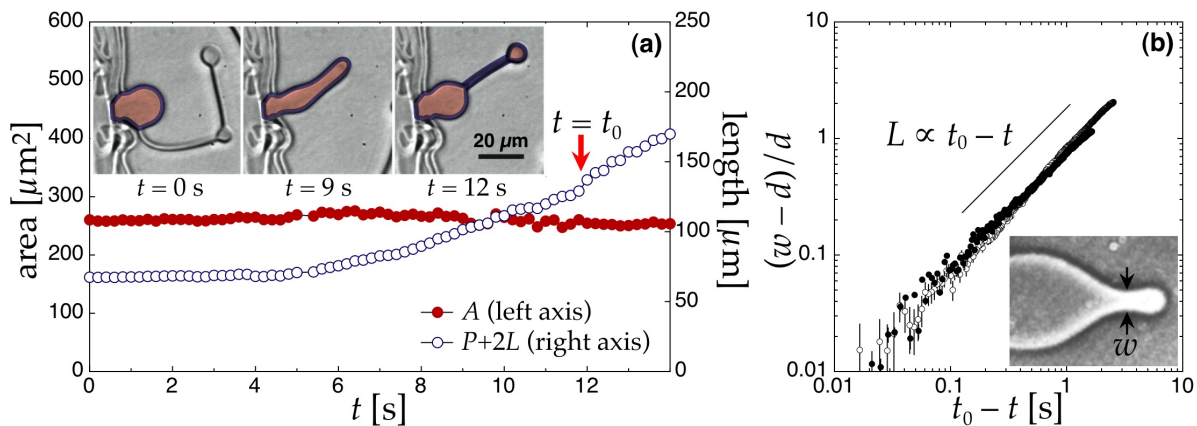 (a)
600
500
400
300
200
100
0
area [µm2]
250
200
150
100
50
0
length [µm]
t = 0 s
t = 9 s
t = 12 s
20 µm
t = t0
A (left axis)
P+2L (right axis)
0 2 4 6 8 10 12
t [s]
(b)
10
1
0.1
0.01
(w − d) / d
L ∝ t0 − t
w
0.01 0.1 1 10
t0 − t [s]